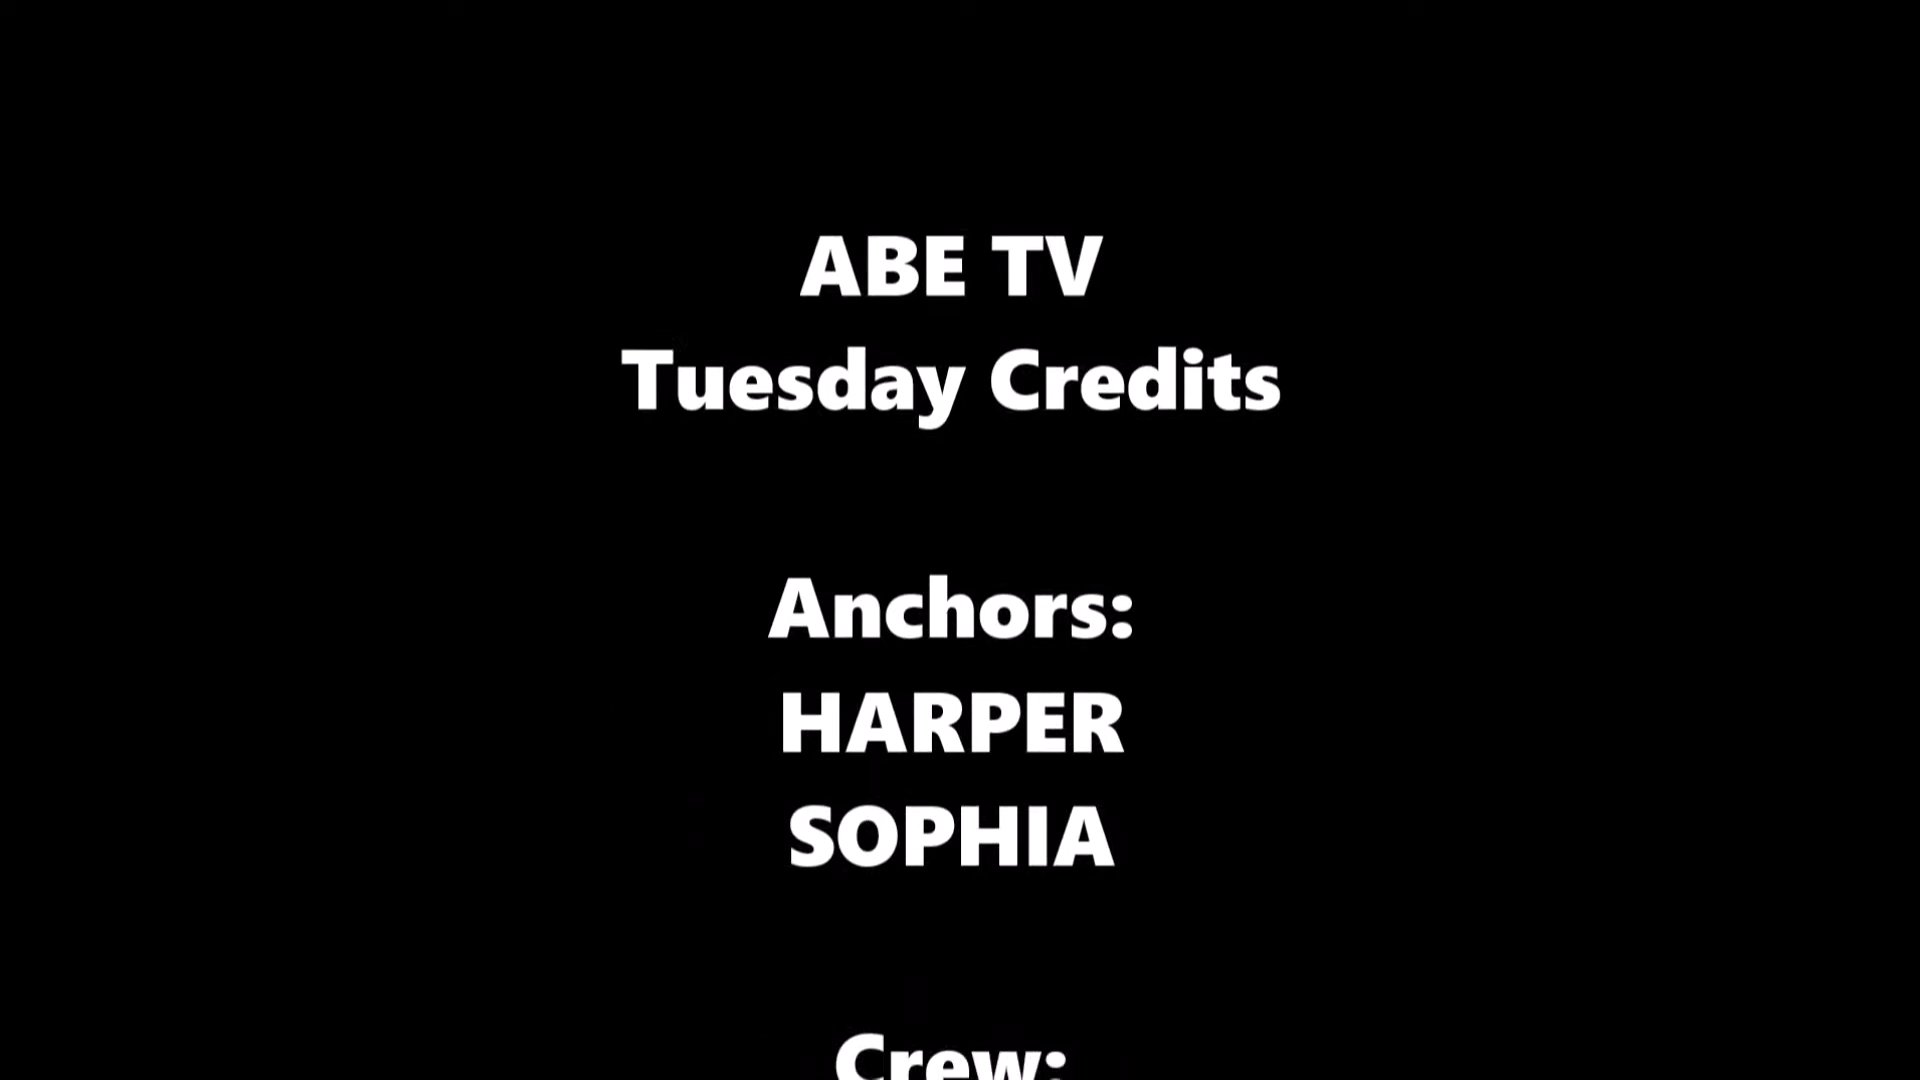 ABE TV
Tuesday Credits
Anchors:
HARPER
SOPHIA
Crew: